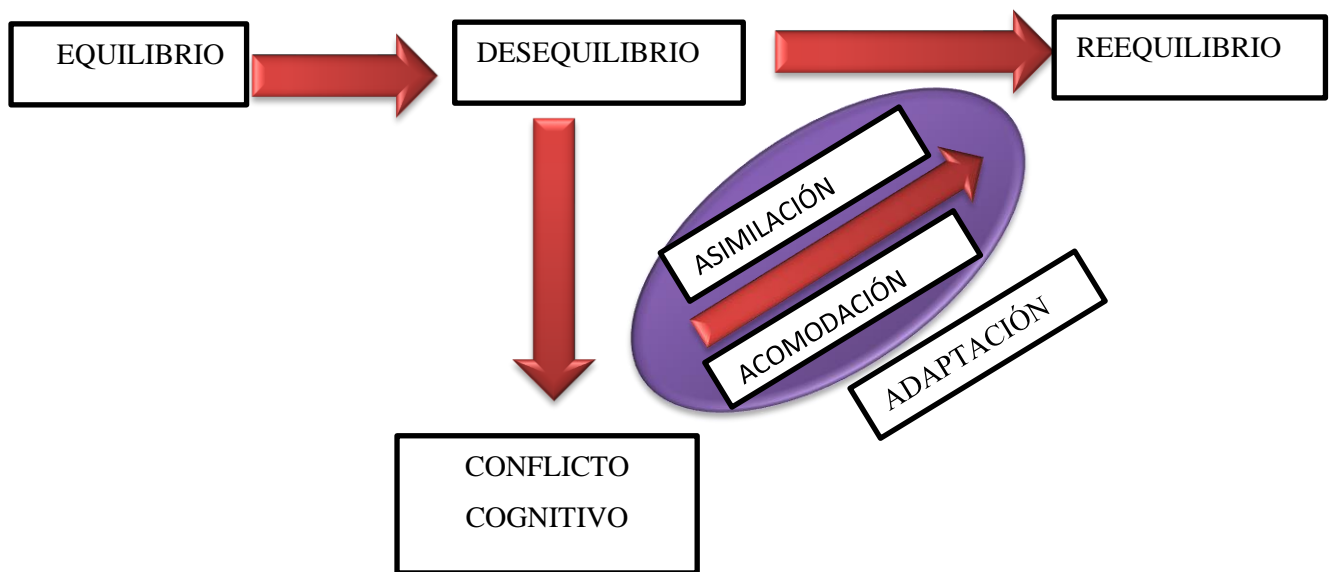 EQUILIBRIO
DESEQUILIBRIO
REEQUILIBRIO
ASIMILACIÓN
ACOMODACIÓN
ADAPTACIÓN
CONFLICTO
COGNITIVO